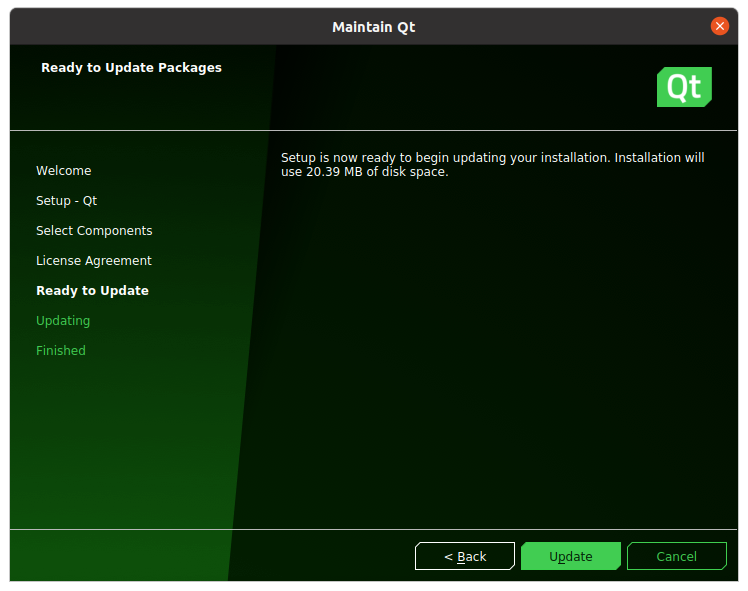 Maintain Qt
Ready to Update Packages
Qt
Welcome
Setup - Qt
Select Components
License Agreement
Ready to Update
Updating
Finished
Setup is now ready to begin updating your installation. Installation will
use 20.39 MB of disk space.
< Back
Update
Cancel